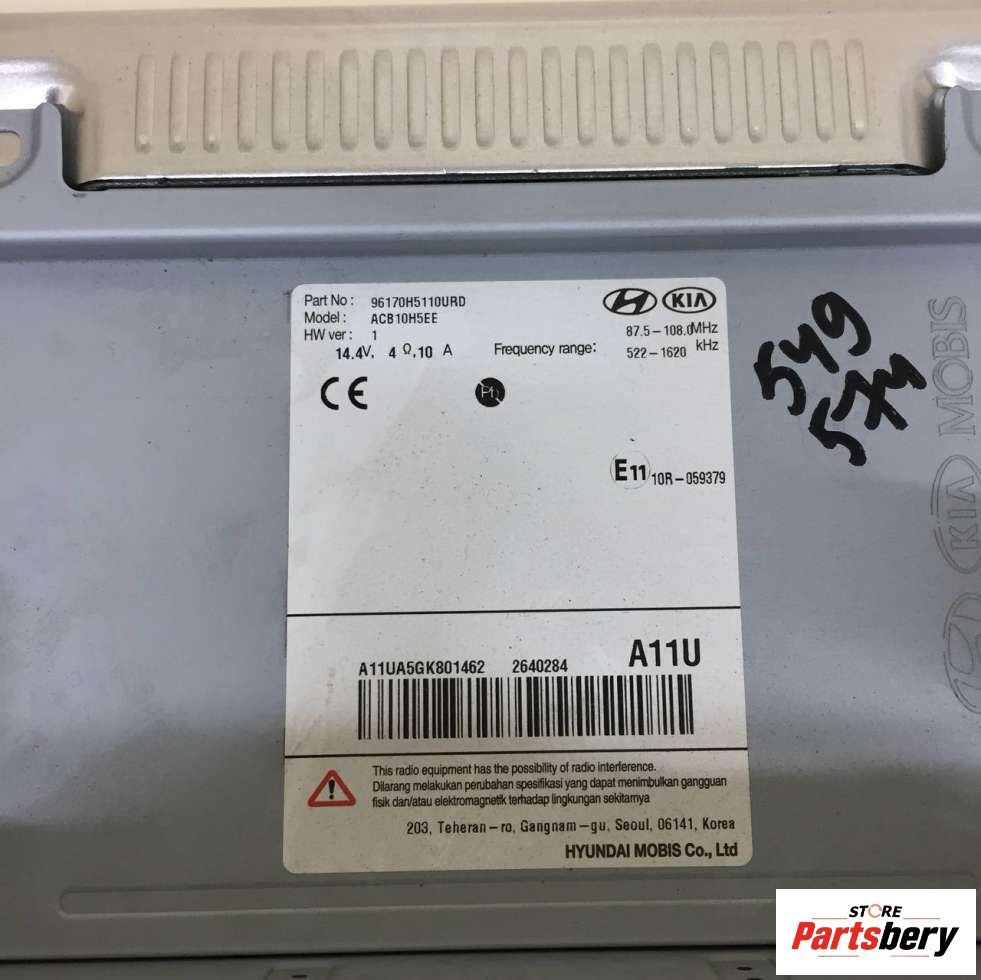 Part No : 96170H5110URD
Model : ACB10H5EE
HW ver : 1
14.4V, 4 Ω,10 A
KIA
Frequency range: 87.5-108.0MHz
522-1620 kHz
CE
Pb
E11 10R-059379
A11UA5GK801462 2640284 A11U
This radio equipment has the possibility of radio interference.
Dilarang melakukan perubahan spesifikasi yang dapat menimbulkan gangguan
fisik dan/atau elektromagnetik terhadap lingkungan sekitarnya
203, Teheran-ro, Gangnam-gu, Seoul, 06141, Korea
HYUNDAI MOBIS Co., Ltd
549
574
KIA MOBIS
STORE
Partsbery